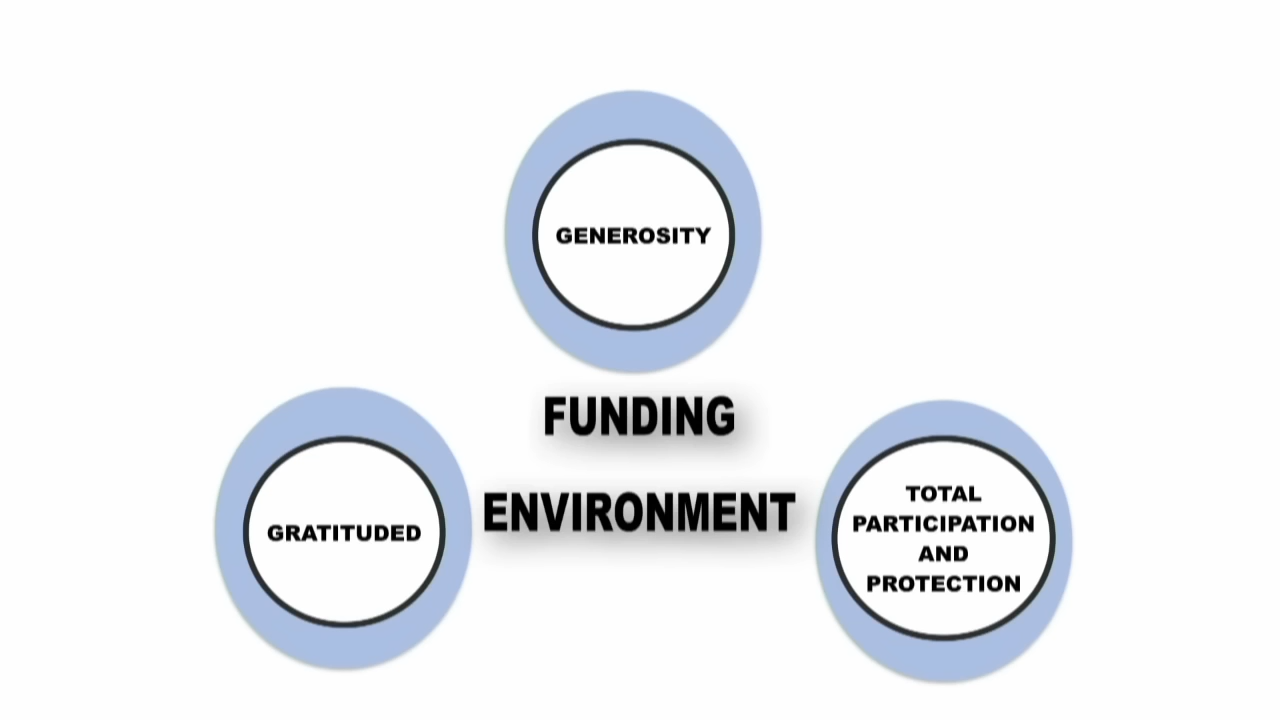 GENEROSITY
FUNDING
ENVIRONMENT
GRATITUDED
TOTAL
PARTICIPATION
AND
PROTECTION